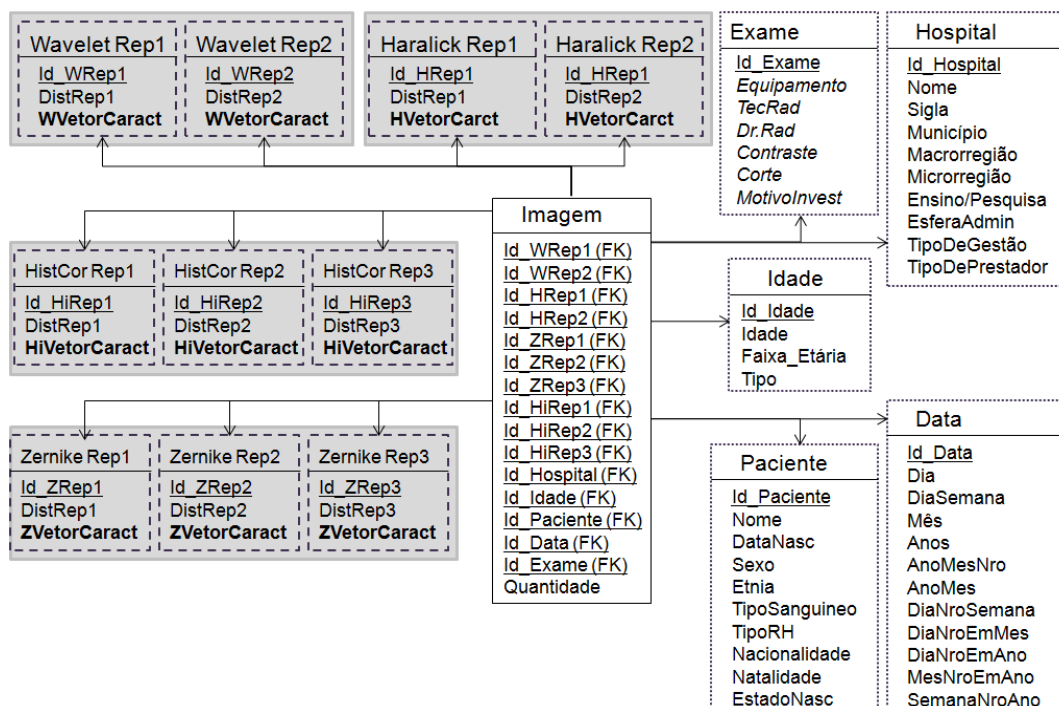 Wavelet Rep1
Id_WRep1
DistRep1
WVetorCaract
Wavelet Rep2
Id_WRep2
DistRep2
WVetorCaract
Haralick Rep1
Id_HRep1
DistRep1
HVetorCarct
Haralick Rep2
Id_HRep1
DistRep2
HVetorCarct
Exame
Id_Exame
Equipamento
TecRad
Dr.Rad
Contraste
Corte
MotivoInvest
Hospital
Id_Hospital
Nome
Sigla
Município
Macrorregião
Microrregião
Ensino/Pesquisa
EsferaAdmin
TipoDeGestão
TipoDePrestador
HistCor Rep1
Id_HiRep1
DistRep1
HiVetorCaract
HistCor Rep2
Id_HiRep2
DistRep2
HiVetorCaract
HistCor Rep3
Id_HiRep3
DistRep3
HiVetorCaract
Imagem
Id_WRep1 (FK)
Id_WRep2 (FK)
Id_HRep1 (FK)
Id_HRep2 (FK)
Id_ZRep1 (FK)
Id_ZRep2 (FK)
Id_ZRep3 (FK)
Id_HiRep1 (FK)
Id_HiRep2 (FK)
Id_HiRep3 (FK)
Id_Hospital (FK)
Id_Idade (FK)
Id_Paciente (FK)
Id_Data (FK)
Id_Exame (FK)
Quantidade
Idade
Id_Idade
Idade
Faixa_Etária
Tipo
Zernike Rep1
Id_ZRep1
DistRep1
ZVetorCaract
Zernike Rep2
Id_ZRep2
DistRep2
ZVetorCaract
Zernike Rep3
Id_ZRep3
DistRep3
ZVetorCaract
Paciente
Id_Paciente
Nome
DataNasc
Sexo
Etnia
TipoSanguineo
TipoRH
Nacionalidade
Natalidade
EstadoNasc
Data
Id_Data
Dia
DiaSemana
Mês
Anos
AnoMesNro
AnoMes
DiaNroSemana
DiaNroEmMes
DiaNroEmAno
MesNroEmAno
SemanaNroAno